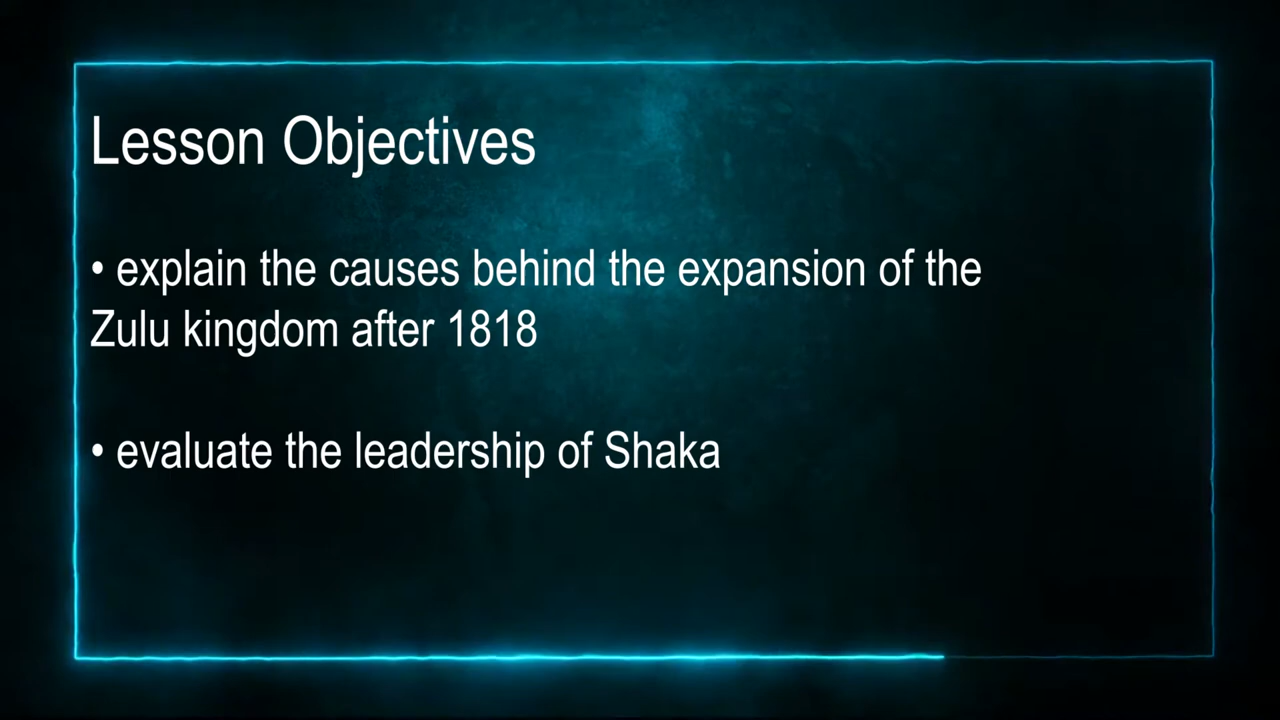 Lesson Objectives
• explain the causes behind the expansion of the
Zulu kingdom after 1818
• evaluate the leadership of Shaka